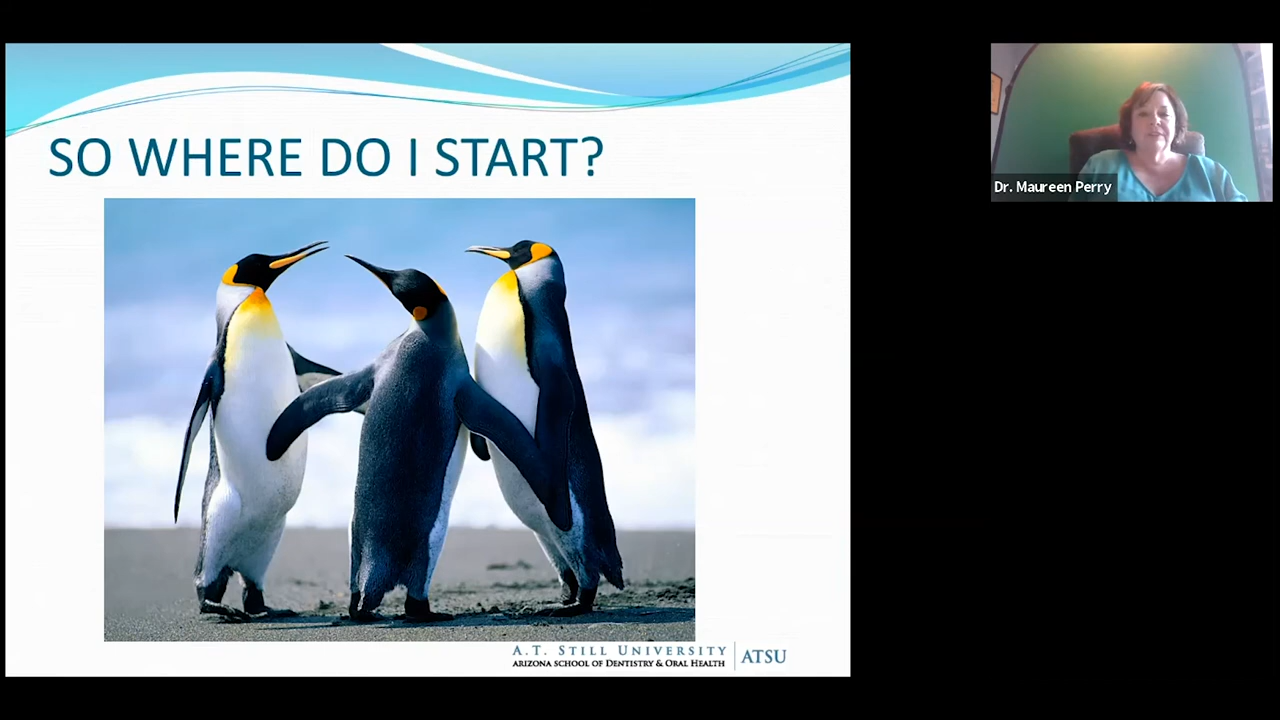 SO WHERE DO I START?
Dr. Maureen Perry
A.T. STILL UNIVERSITY
ARIZONA SCHOOL OF DENTISTRY & ORAL HEALTH
ATSU